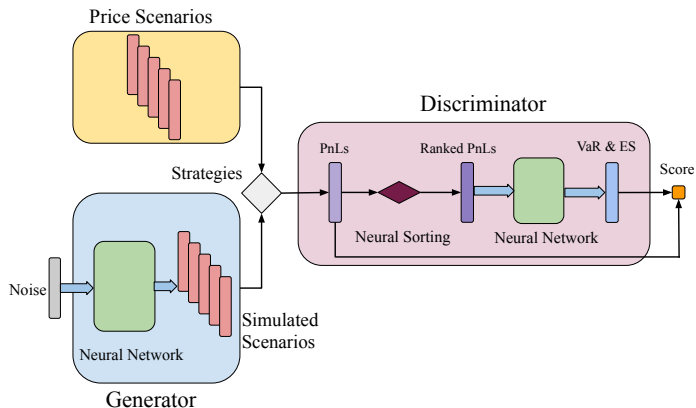 Price Scenarios
Discriminator
PnLs
Ranked PnLs
VaR & ES
Score
Strategies
Neural Sorting
Neural Network
Noise
Simulated
Scenarios
Neural Network
Generator